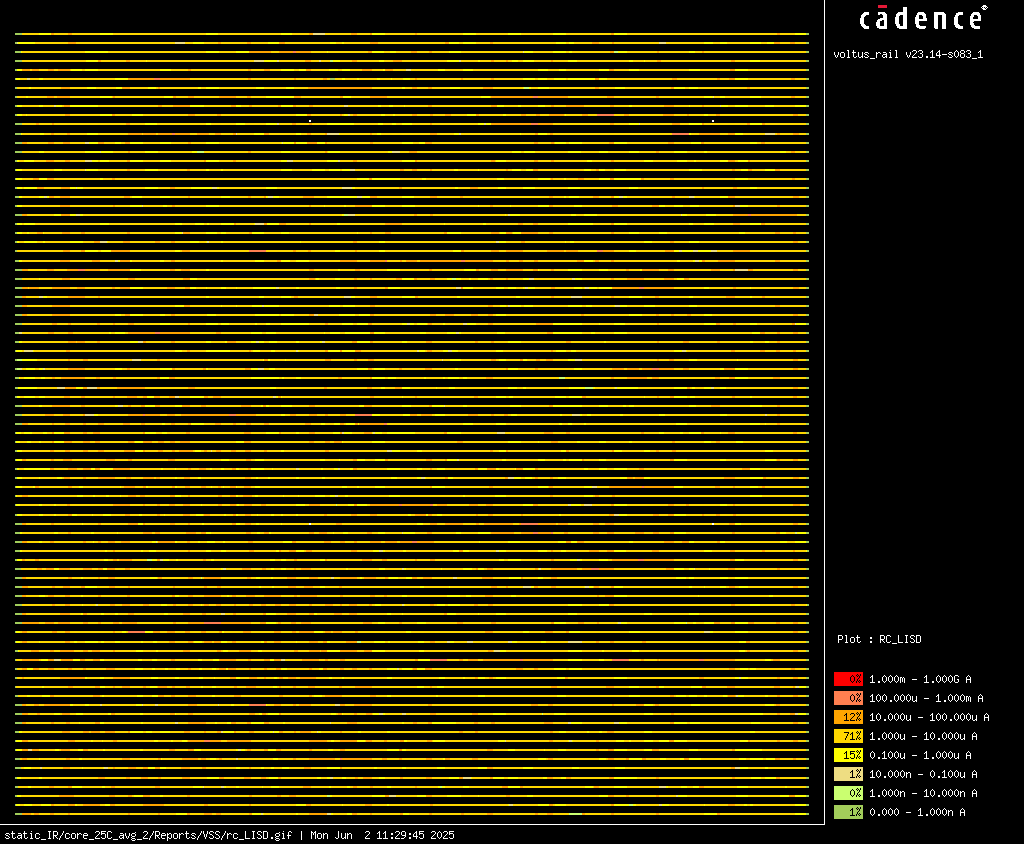 cādence®
voltus_rail v23.14-s083_1
Plot : RC_LISD
0% 1.000m - 1.000G A
0% 100.000u - 1.000m A
12% 10.000u - 100.000u A
71% 1.000u - 10.000u A
15% 0.100u - 1.000u A
1% 10.000n - 0.100u A
0% 1.000n - 10.000n A
1% 0.000 - 1.000n A
static_IR/core_25C_avg_2/Reports/VSS/rc_LISD.gif | Mon Jun  2 11:29:45 2025